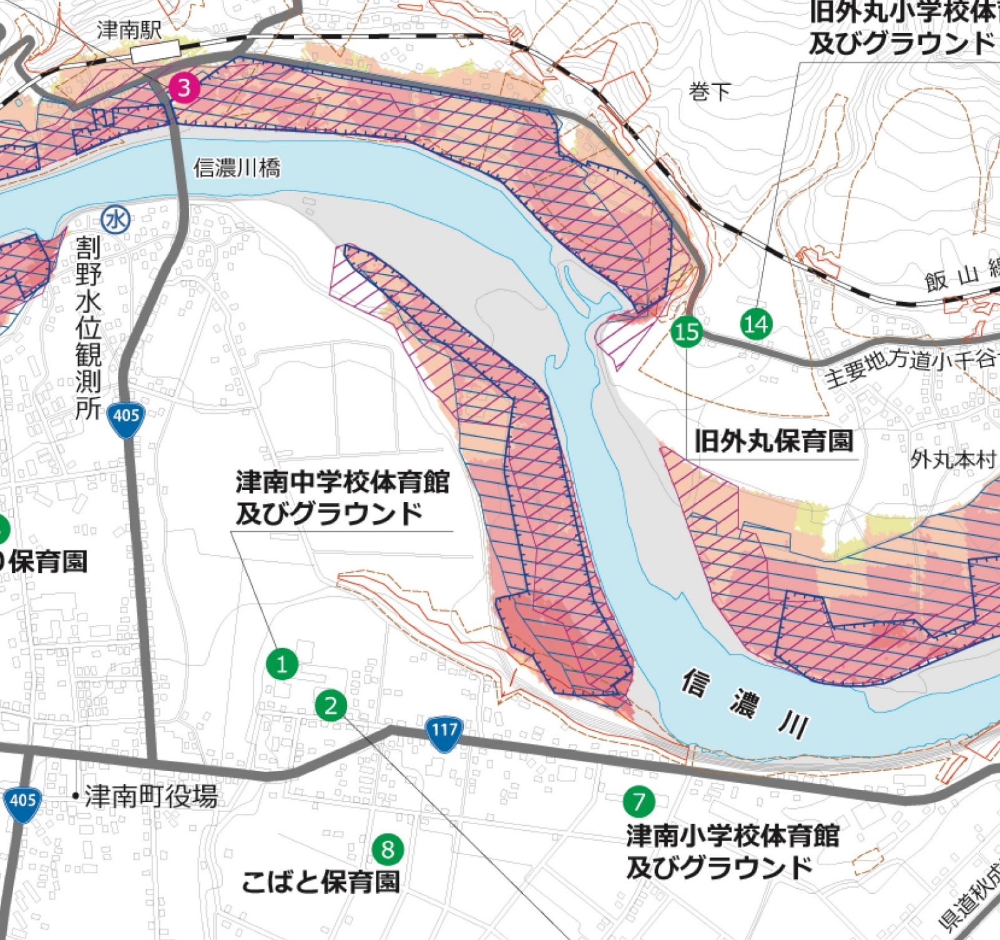 旧外丸小学校体育
及びグラウンド
津南駅
3
巻下
信濃川橋
水
割野水位観測所
飯山線
15
14
主要地方道小千谷
405
旧外丸保育園
外丸本村
津南中学校体育館
及びグラウンド
保育園
1
信濃川
2
117
405
津南町役場
7
津南小学校体育館
及びグラウンド
8
こばと保育園
県道秋成